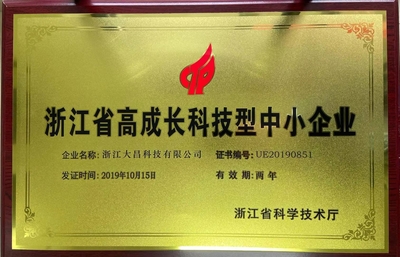 浙江省高成长科技型中小企业
企业名称:浙江大昌科技有限公司 证书编号:UE20190851
发证时间:2019年10月15日 有效期:两年
浙江省科学技术厅